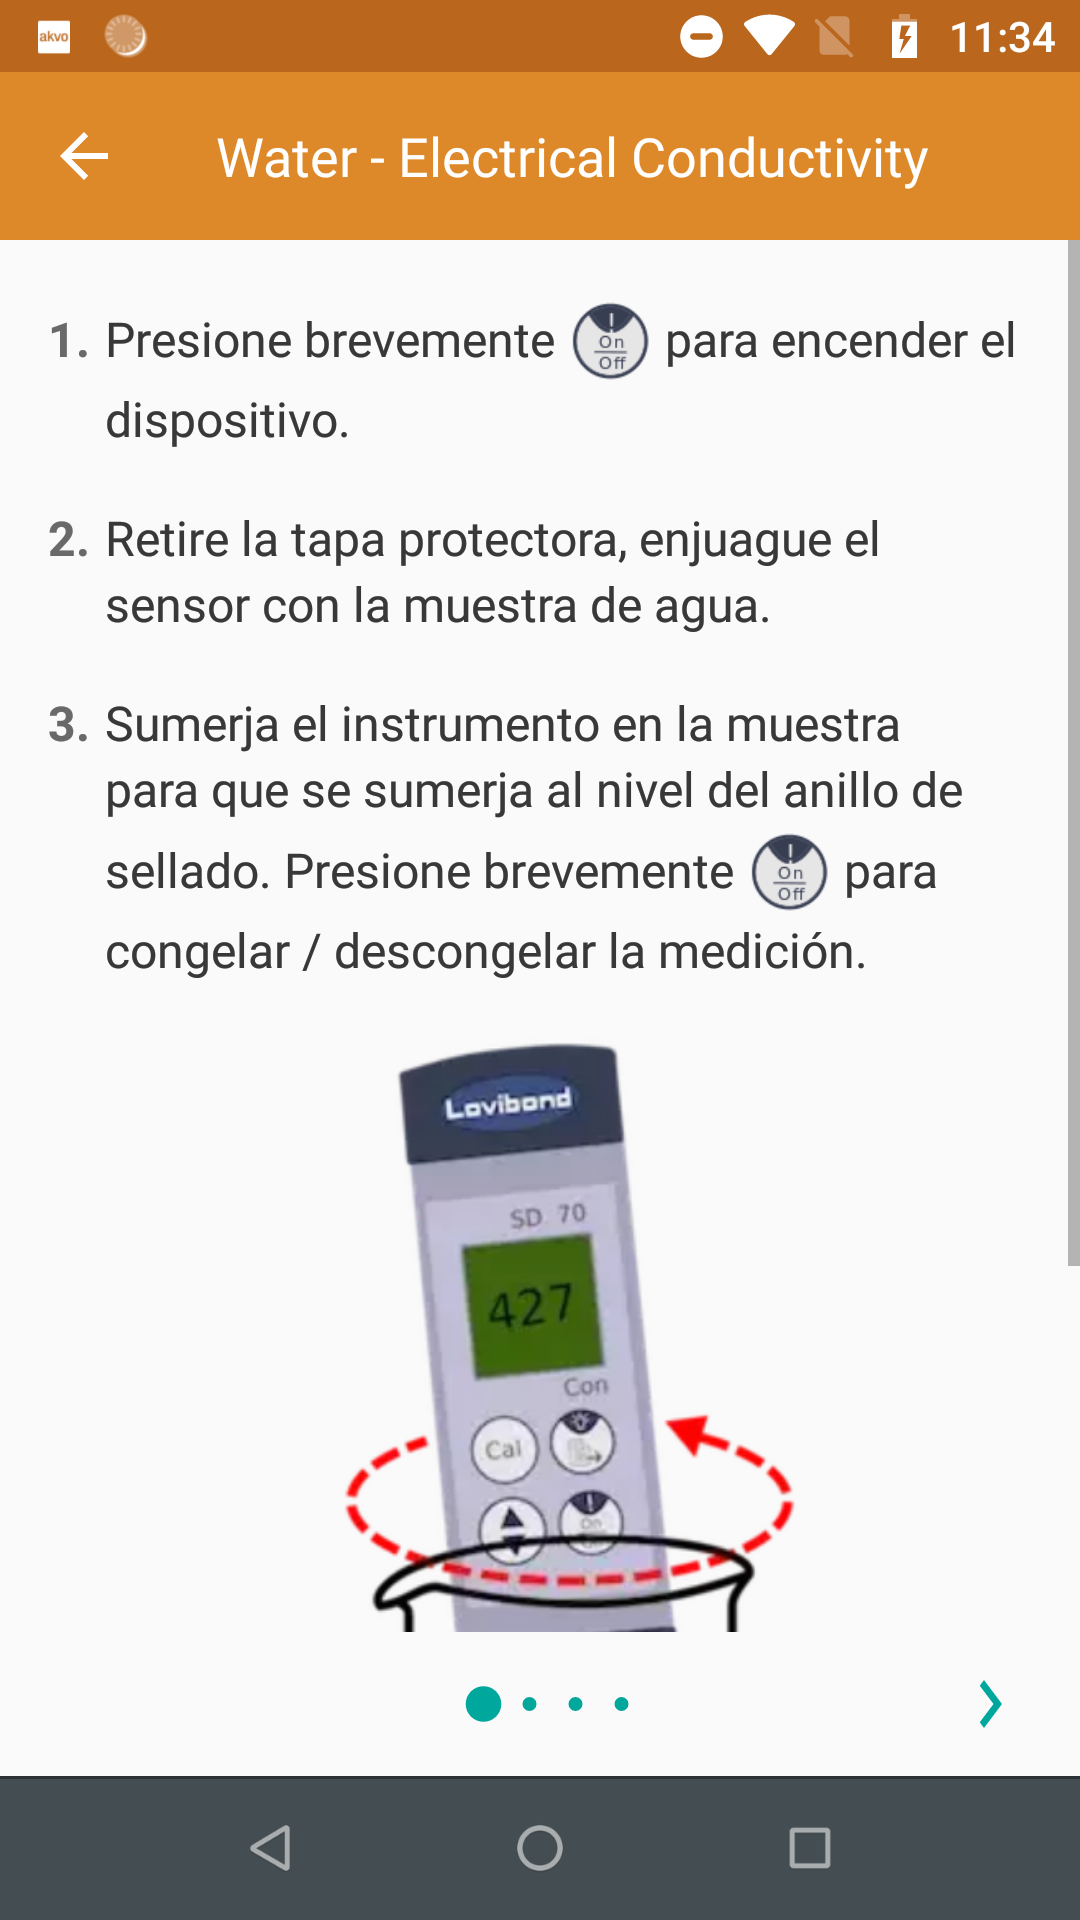 akvo
11:34
Water - Electrical Conductivity
1. Presione brevemente ! On Off para encender el
dispositivo.
2. Retire la tapa protectora, enjuague el
sensor con la muestra de agua.
3. Sumerja el instrumento en la muestra
para que se sumerja al nivel del anillo de
sellado. Presione brevemente ! On Off para
congelar / descongelar la medición.
Lovibond
SD 70
427
Con
Cal
! On